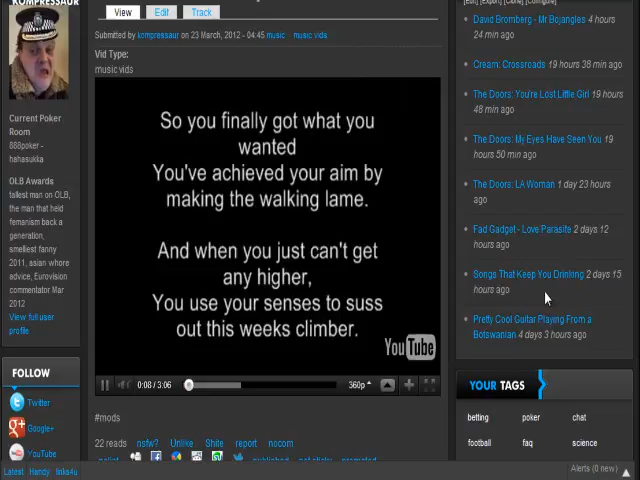 KOMPRESSAUR
Current Poker
Room
888poker -
hahasukka
OLB Awards
tallest man on OLB,
the man that held
femanism back a
generation,
smellest fanny
2011, asian whore
advice, Eurovision
commentator Mar
2012
View full user
profile
FOLLOW
Twitter
Google+
YouTube
View Edit Track
Submitted by kompressaur on 23 March, 2012 - 04:45 music music vids
Vid Type:
music vids
So you finally got what you
wanted
You've achieved your aim by
making the walking lame.
And when you just can't get
any higher,
You use your senses to suss
out this weeks climber.
YouTube
0:08 / 3:06 360p
#mods
22 reads nsfw? Unlike Shite report nocom
[Edit] [Export] [Clone] [Configure]
David Bromberg - Mr Bojangles 4 hours
24 min ago
Cream: Crossroads 19 hours 38 min ago
The Doors: You're Lost Little Girl 19 hours
48 min ago
The Doors: My Eyes Have Seen You 19
hours 50 min ago
The Doors: LA Woman 1 day 23 hours
ago
Fad Gadget - Love Parasite 2 days 12
hours ago
Songs That Keep You Drinking 2 days 15
hours ago
Pretty Cool Guitar Playing From a
Botswanian 4 days 3 hours ago
YOUR TAGS
betting poker chat
football faq science
Latest Handy links4u
Alerts (0 new)